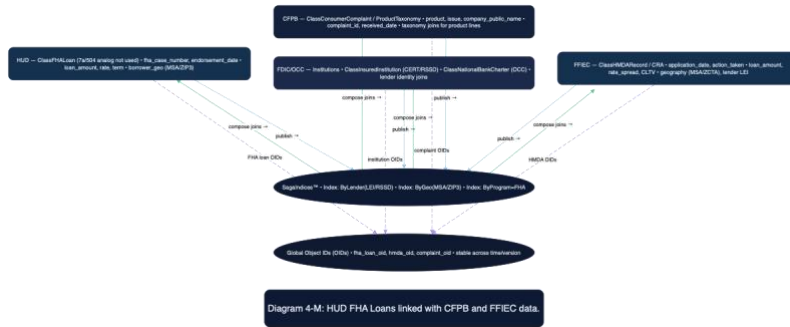 CFPB — ClassConsumerComplaint / ProductTaxonomy • product, issue, company_public_name •
complaint_id, received_date • taxonomy joins for product lines
HUD — ClassFHALoan (7a/504 analog not used) • fha_case_number, endorsement_date •
loan_amount, rate, term • borrower_geo (MSA/ZIP3)
FDIC/OCC — Institutions • ClassInsuredInstitution (CERT/RSSD) • ClassNationalBankCharter (OCC) •
lender identity joins
FFIEC — ClassHMDARecord / CRA • application_date, action_taken • loan_amount,
rate_spread, CLTV • geography (MSA/ZCTA), lender LEI
compose joins →
publish →
compose joins →
publish →
compose joins →
publish →
compose joins →
publish →
complaint OIDs
FHA loan OIDs
Institution OIDs
HMDA OIDs
SagaIndices™ • Index: ByLender(LEI/RSSD) • Index: ByGeo(MSA/ZIP3) • Index: ByProgram=FHA
Global Object IDs (OIDs) • fha_loan_oid, hmda_oid, complaint_oid • stable across time/version
Diagram 4-M: HUD FHA Loans linked with CFPB and FFIEC data.